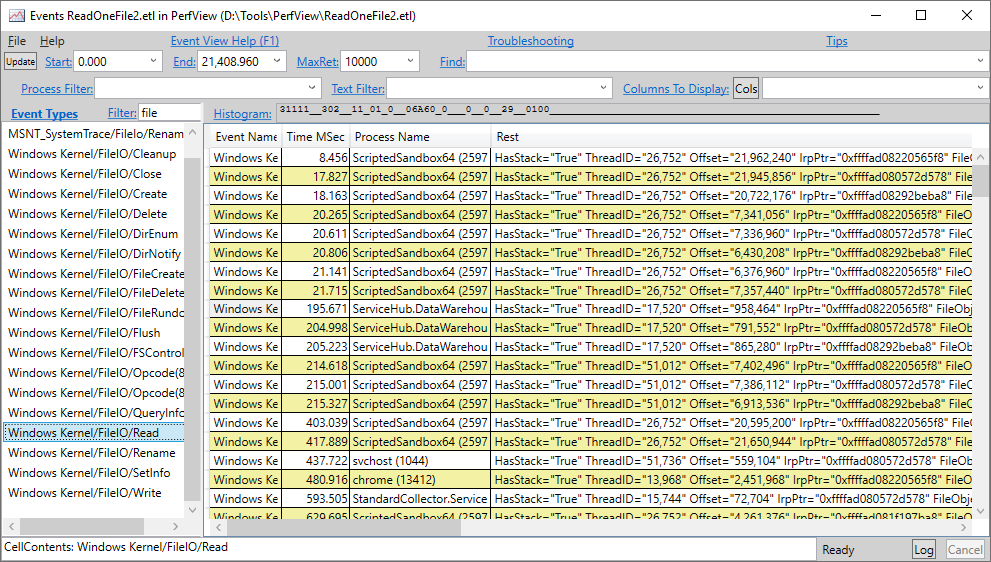 Events ReadOneFile2.etl in PerfView (D:\Tools\PerfView\ReadOneFile2.etl)
File Help Event View Help (F1) Troubleshooting Tips
Update Start: 0.000 End: 21,408.960 MaxRet: 10000 Find:
Process Filter: Text Filter: Columns To Display: Cols
Event Types Filter: file Histogram: 31111__302__11_01_0__06A60_0___0__0__29__0100
Event Name Time MSec Process Name Rest
MSNT_SystemTrace/FileIo/Renam
Windows Kernel/FileIO/Cleanup
Windows Kernel/FileIO/Close
Windows Kernel/FileIO/Create
Windows Kernel/FileIO/Delete
Windows Kernel/FileIO/DirEnum
Windows Kernel/FileIO/DirNotify
Windows Kernel/FileIO/FileCreate
Windows Kernel/FileIO/FileDelete
Windows Kernel/FileIO/FileRundo
Windows Kernel/FileIO/Flush
Windows Kernel/FileIO/FSControl
Windows Kernel/FileIO/Opcode(8
Windows Kernel/FileIO/Opcode(8
Windows Kernel/FileIO/QueryInfo
Windows Kernel/FileIO/Read
Windows Kernel/FileIO/Rename
Windows Kernel/FileIO/SetInfo
Windows Kernel/FileIO/Write
Windows Ke 8.456 ScriptedSandbox64 (2597 HasStack="True" ThreadID="26,752" Offset="21,962,240" IrpPtr="0xffffad08220565f8" FileO
Windows Ke 17.827 ScriptedSandbox64 (2597 HasStack="True" ThreadID="26,752" Offset="21,945,856" IrpPtr="0xffffad080572d578" FileO
Windows Ke 18.163 ScriptedSandbox64 (2597 HasStack="True" ThreadID="26,752" Offset="20,722,176" IrpPtr="0xffffad08292beba8" FileO
Windows Ke 20.265 ScriptedSandbox64 (2597 HasStack="True" ThreadID="26,752" Offset="7,341,056" IrpPtr="0xffffad08220565f8" FileO
Windows Ke 20.611 ScriptedSandbox64 (2597 HasStack="True" ThreadID="26,752" Offset="7,336,960" IrpPtr="0xffffad080572d578" FileO
Windows Ke 20.806 ScriptedSandbox64 (2597 HasStack="True" ThreadID="26,752" Offset="6,430,208" IrpPtr="0xffffad08292beba8" FileO
Windows Ke 21.141 ScriptedSandbox64 (2597 HasStack="True" ThreadID="26,752" Offset="6,376,960" IrpPtr="0xffffad08220565f8" FileO
Windows Ke 21.715 ScriptedSandbox64 (2597 HasStack="True" ThreadID="26,752" Offset="7,357,440" IrpPtr="0xffffad080572d578" FileO
Windows Ke 195.671 ServiceHub.DataWarehou HasStack="True" ThreadID="17,520" Offset="958,464" IrpPtr="0xffffad08220565f8" FileObj
Windows Ke 204.998 ServiceHub.DataWarehou HasStack="True" ThreadID="17,520" Offset="791,552" IrpPtr="0xffffad080572d578" FileOb
Windows Ke 205.223 ServiceHub.DataWarehou HasStack="True" ThreadID="17,520" Offset="865,280" IrpPtr="0xffffad08292beba8" FileOb
Windows Ke 214.618 ScriptedSandbox64 (2597 HasStack="True" ThreadID="51,012" Offset="7,402,496" IrpPtr="0xffffad08220565f8" FileO
Windows Ke 215.001 ScriptedSandbox64 (2597 HasStack="True" ThreadID="51,012" Offset="7,386,112" IrpPtr="0xffffad080572d578" FileO
Windows Ke 215.327 ScriptedSandbox64 (2597 HasStack="True" ThreadID="51,012" Offset="6,913,536" IrpPtr="0xffffad08292beba8" FileO
Windows Ke 403.039 ScriptedSandbox64 (2597 HasStack="True" ThreadID="26,752" Offset="20,595,200" IrpPtr="0xffffad08220565f8" FileO
Windows Ke 417.889 ScriptedSandbox64 (2597 HasStack="True" ThreadID="26,752" Offset="21,650,944" IrpPtr="0xffffad080572d578" FileO
Windows Ke 437.722 svchost (1044) HasStack="True" ThreadID="51,736" Offset="559,104" IrpPtr="0xffffad080572d578" FileOb
Windows Ke 480.916 chrome (13412) HasStack="True" ThreadID="13,968" Offset="2,451,968" IrpPtr="0xffffad08220565f8" FileO
Windows Ke 593.505 StandardCollector.Service HasStack="True" ThreadID="15,744" Offset="72,704" IrpPtr="0xffffad080572d578" FileObje
Windows Ke 629.695 ScriptedSandbox64 (2597 HasStack="True" ThreadID="26,752" Offset="4,261,376" IrpPtr="0xffffad081f197ba8" FileO
CellContents: Windows Kernel/FileIO/Read Ready Log Cancel